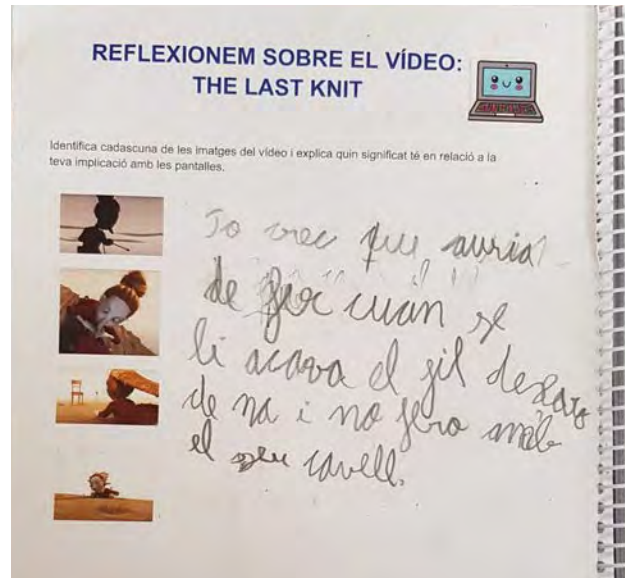 REFLEXIONEM SOBRE EL VÍDEO:
THE LAST KNIT
Identifica cadascuna de les imatges del vídeo i explica quin significat té en relació a la
teva implicació amb les pantalles.
Jo crec que auria
de fer cuan se
li acava el fil dexar
de na i no fero amb
el seu cavell.